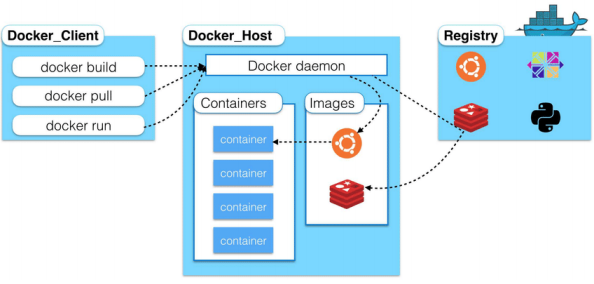 Docker_Client
docker build
docker pull
docker run
Docker_Host
Docker daemon
Containers
container
container
container
container
Images
Registry